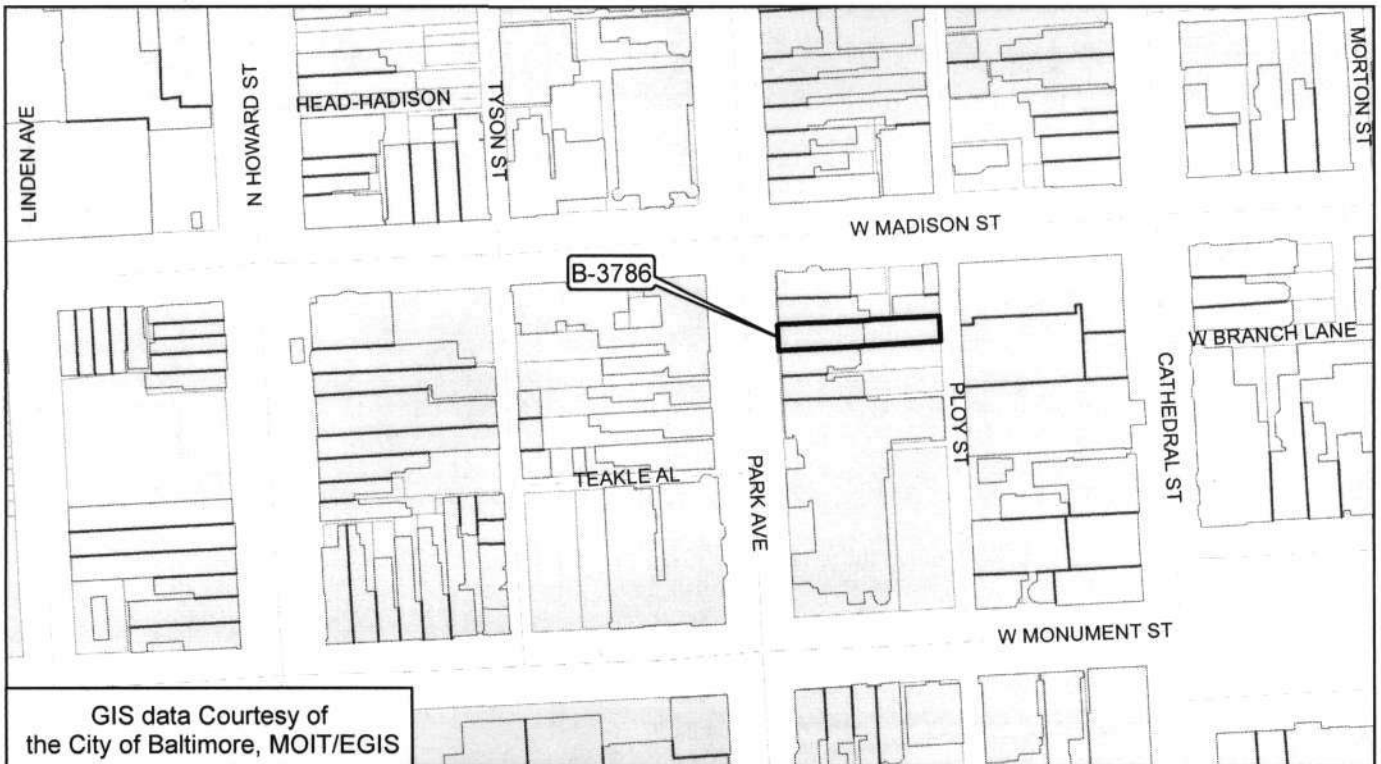 LINDEN AVE
N HOWARD ST
HEAD-HADISON
TYSON ST
MORTON ST
W MADISON ST
B-3786
W BRANCH LANE
PLOY ST
CATHEDRAL ST
TEAKLE AL
PARK AVE
W MONUMENT ST
GIS data Courtesy of
the City of Baltimore, MOIT/EGIS